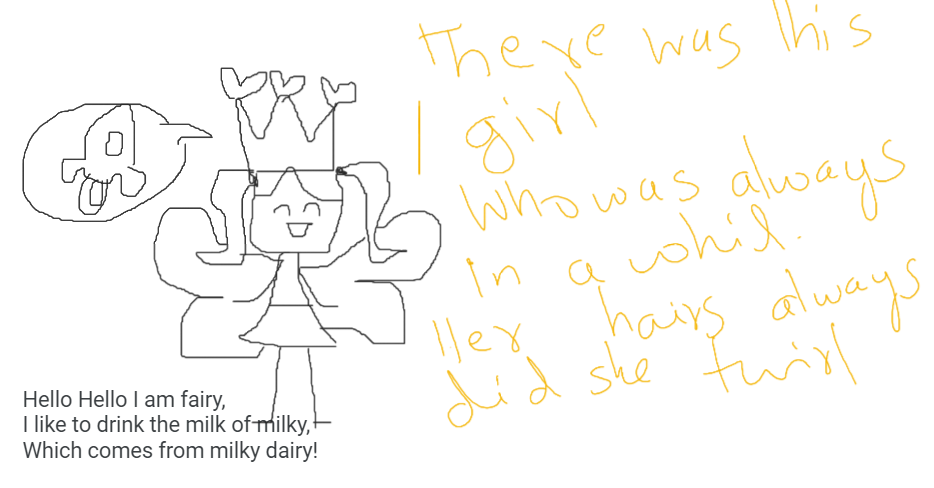 There was this
1 girl
Who was always
In a whirl.
Her hairs always
did she twirl
Hello Hello I am fairy,
I like to drink the milk of milky,
Which comes from milky dairy!